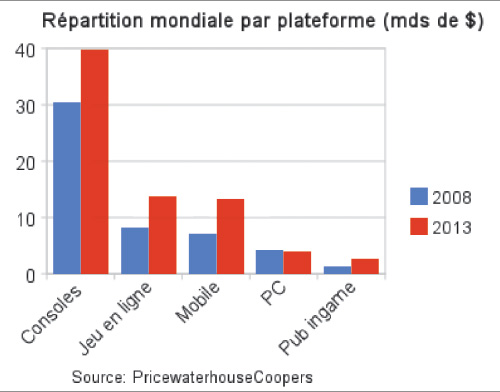 Répartition mondiale par plateforme (mds de $)
40
30
20
10
0
Consoles
Jeu en ligne
Mobile
PC
Pub ingame
2008
2013
Source: PricewaterhouseCoopers